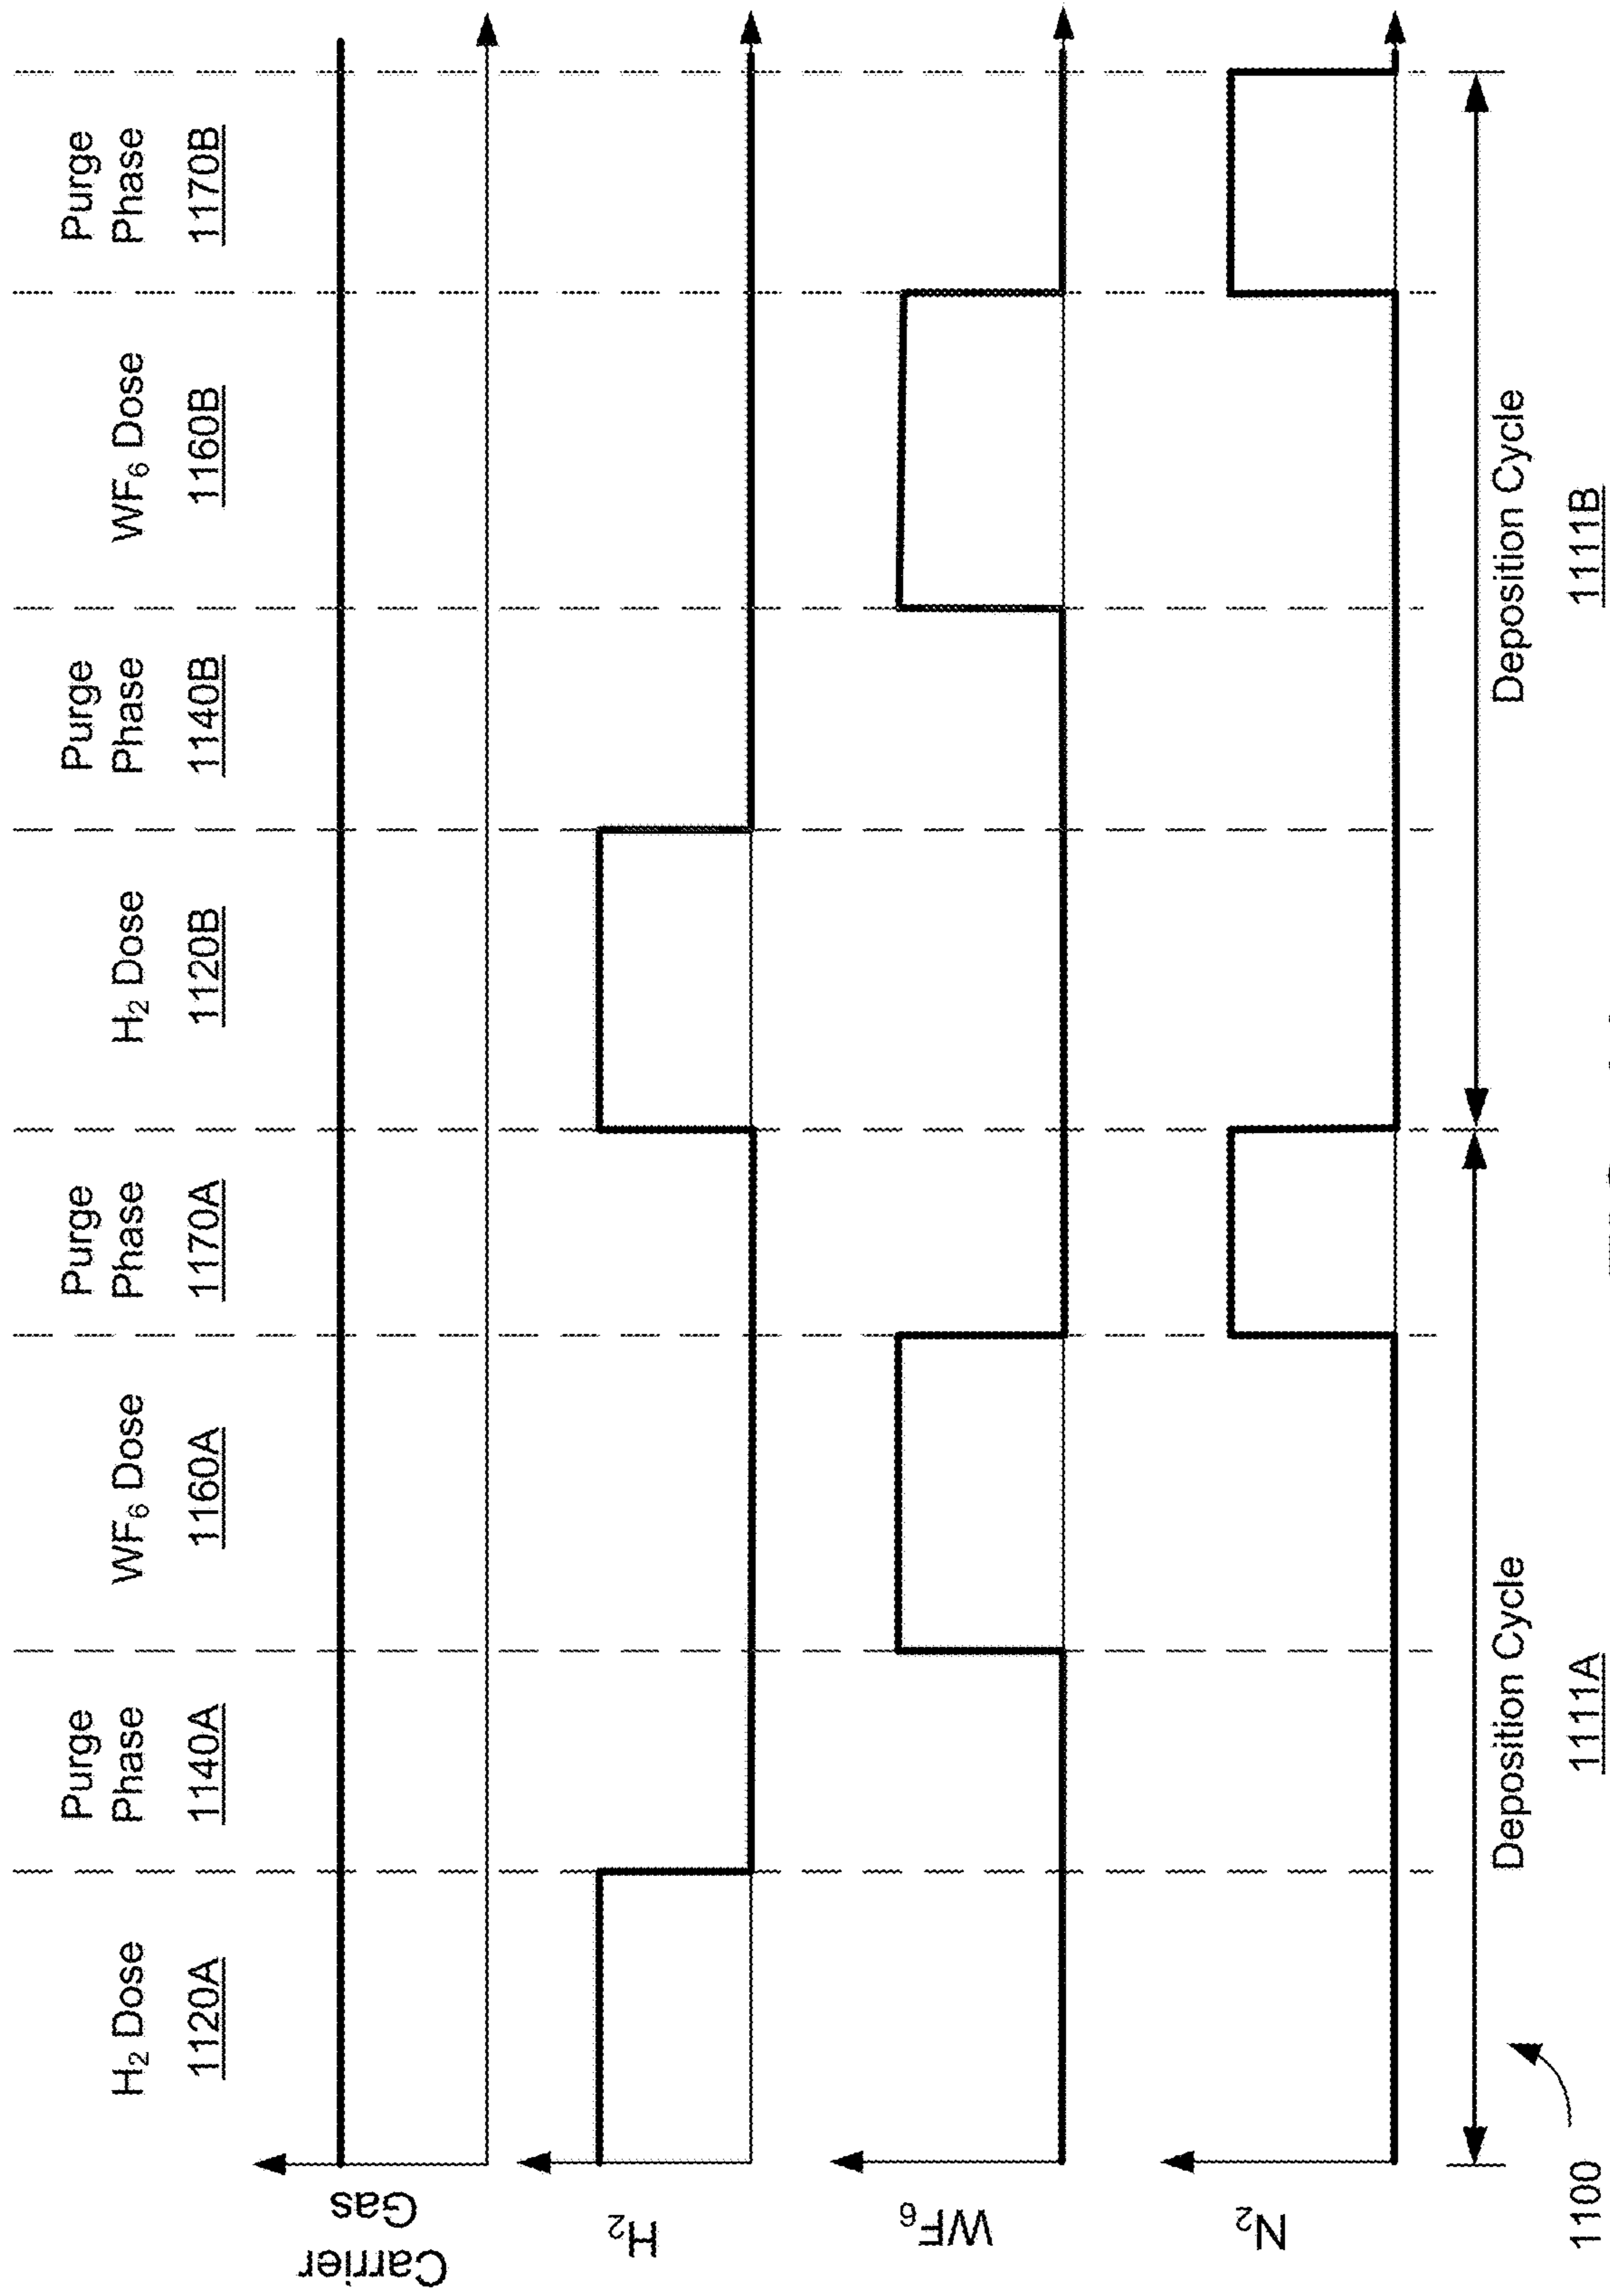 H2 Dose
1120A
Purge
Phase
1140A
WF6 Dose
1160A
Purge
Phase
1170A
H2 Dose
1120B
Purge
Phase
1140B
WF6 Dose
1160B
Purge
Phase
1170B
Carrier
Gas
H2
WF6
N2
Deposition Cycle
1111A
Deposition Cycle
1111B
1100